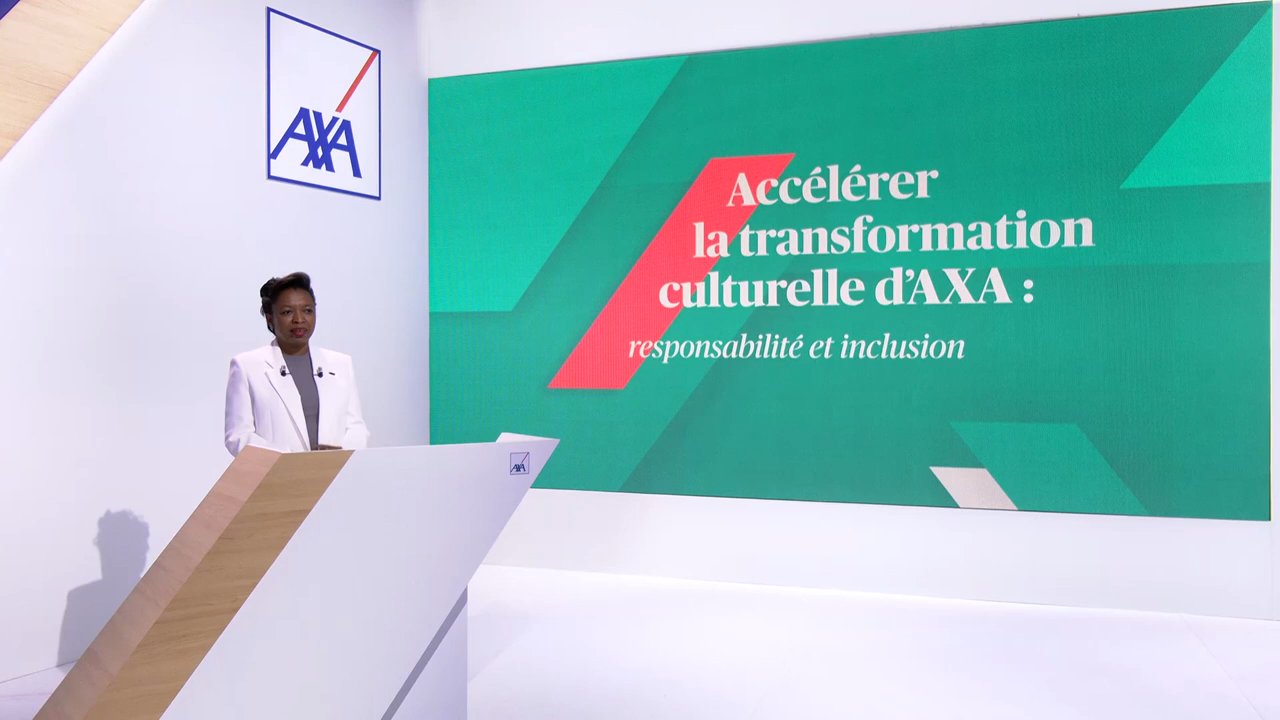 AXA
Accélérer
la transformation
culturelle d'AXA :
responsabilité et inclusion
AXA